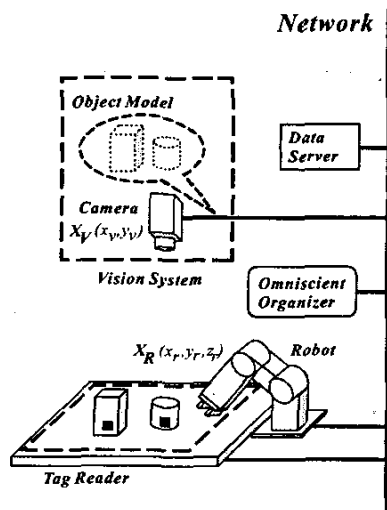 Network
Object Model
Data
Server
Camera
X_V (x_v, y_v)
Vision System
Omniscient
Organizer
X_R (x_r, y_r, z_r)
Robot
Tag Reader